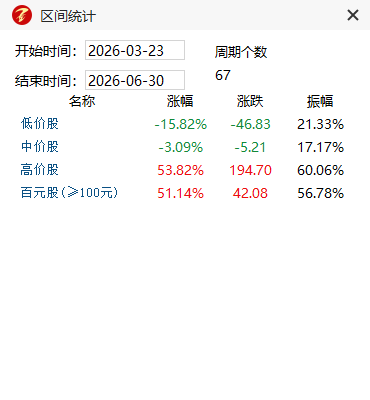 区间统计
开始时间： 2026-03-23 周期个数
结束时间： 2026-06-30 67
名称 涨幅 涨跌 振幅
低价股 -15.82% -46.83 21.33%
中价股 -3.09% -5.21 17.17%
高价股 53.82% 194.70 60.06%
百元股(≥100元) 51.14% 42.08 56.78%